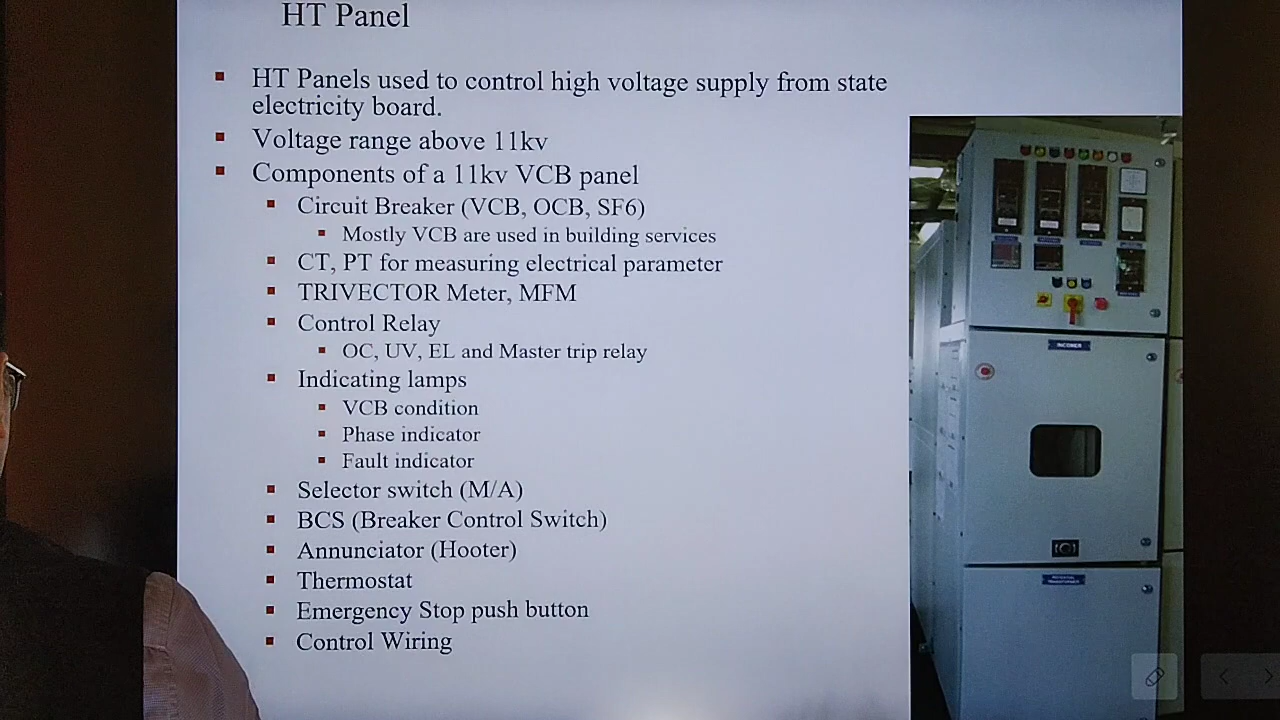 HT Panel
HT Panels used to control high voltage supply from state
electricity board.
Voltage range above 11kv
Components of a 11kv VCB panel
Circuit Breaker (VCB, OCB, SF6)
Mostly VCB are used in building services
CT, PT for measuring electrical parameter
TRIVECTOR Meter, MFM
Control Relay
OC, UV, EL and Master trip relay
Indicating lamps
VCB condition
Phase indicator
Fault indicator
Selector switch (M/A)
BCS (Breaker Control Switch)
Annunciator (Hooter)
Thermostat
Emergency Stop push button
Control Wiring
INCOMER